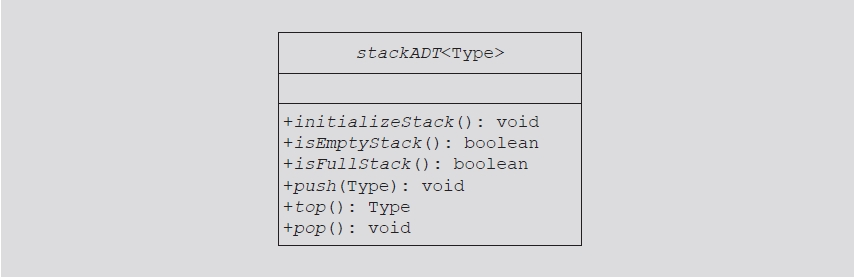 stackADT<Type>
+initializeStack(): void
+isEmptyStack(): boolean
+isFullStack(): boolean
+push(Type): void
+top(): Type
+pop(): void